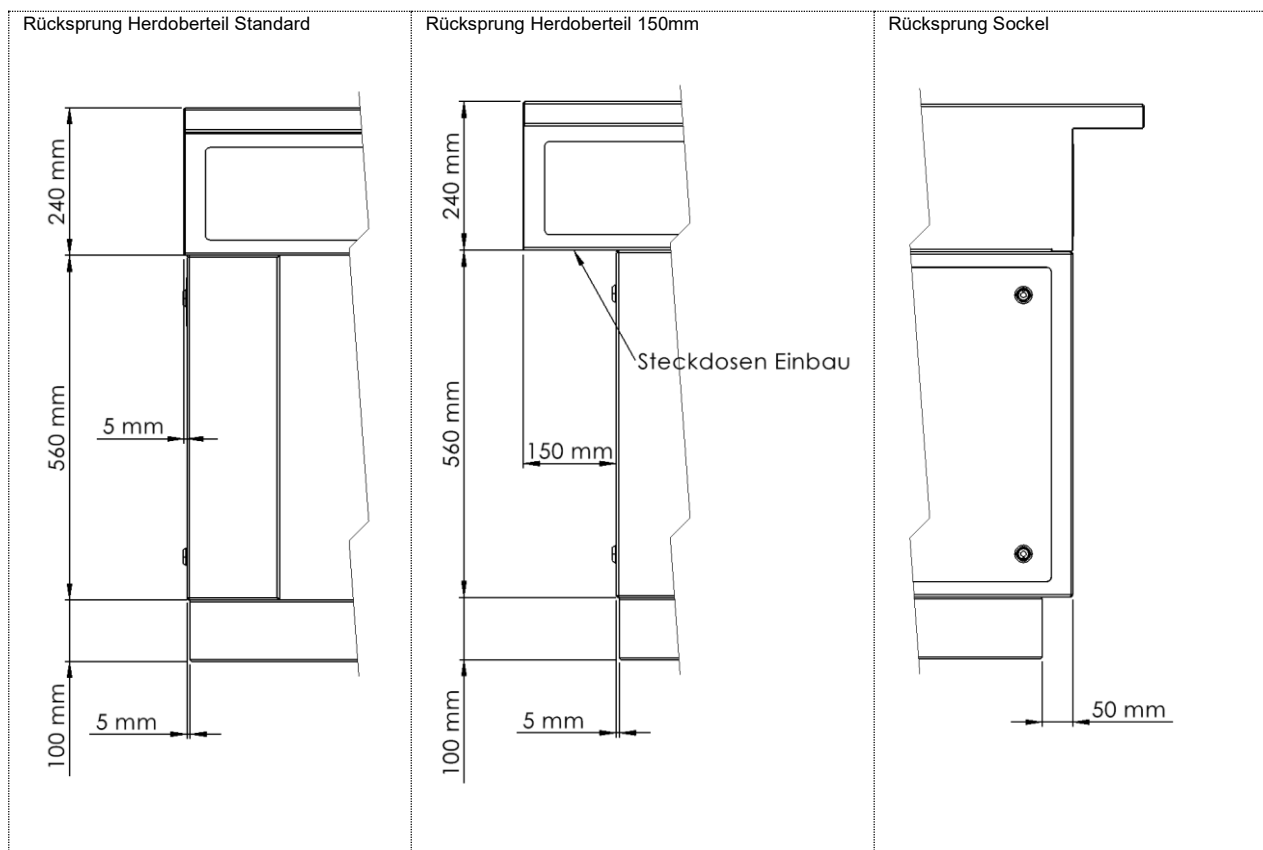 Rücksprung Herdoberteil Standard
240 mm
560 mm
5 mm
100 mm
5 mm
Rücksprung Herdoberteil 150mm
240 mm
Steckdosen Einbau
560 mm
150 mm
100 mm
5 mm
Rücksprung Sockel
50 mm